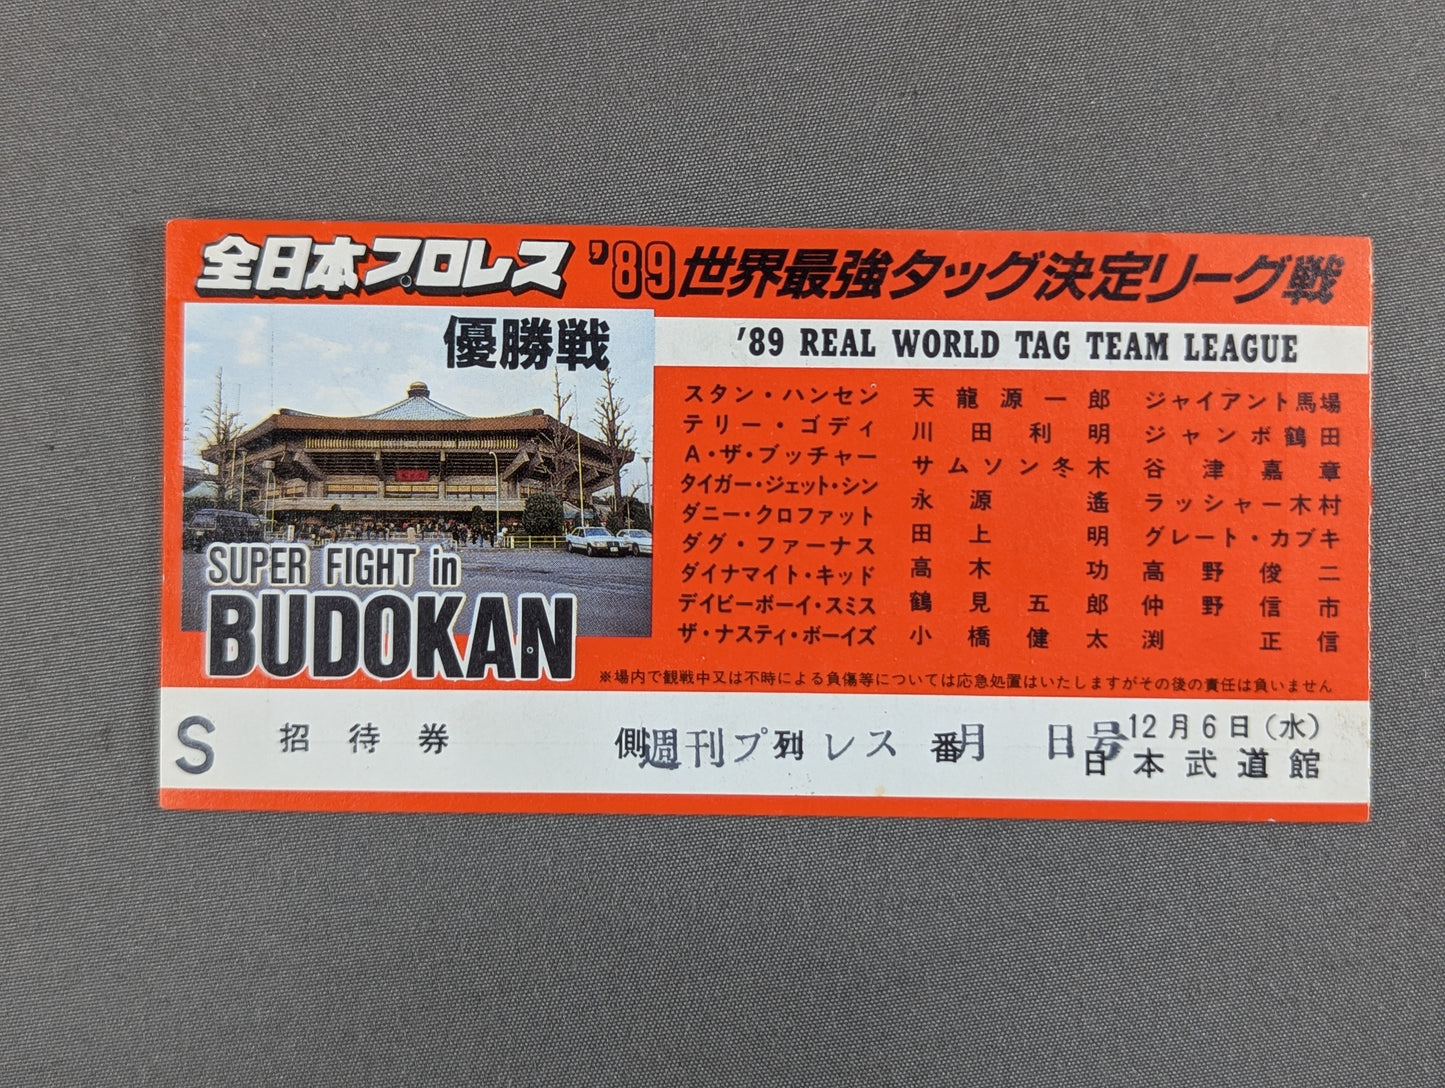 全日本プロレス '89世界最強タッグ決定リーグ戦
優勝戦
'89 REAL WORLD TAG TEAM LEAGUE
スタン・ハンセン 天龍源一郎 ジャイアント馬場
テリー・ゴディ 川田利明 ジャンボ鶴田
A・ザ・ブッチャー サムソン冬木 谷津嘉章
タイガー・ジェット・シン 永源遙 ラッシャー木村
ダニー・クロファット 田上明 グレート・カブキ
ダグ・ファーナス 高木功 高野俊二
ダイナマイト・キッド 鶴見五郎 仲野信市
デイビーボーイ・スミス 小橋健太 渕正信
ザ・ナスティ・ボーイズ
SUPER FIGHT in
BUDOKAN
※場内で観戦中又は不時による負傷等については応急処置はいたしますがその後の責任は負いません
S 招待券 側 列 番
週刊プロレス 月 日号
12月6日(水)
日本武道館